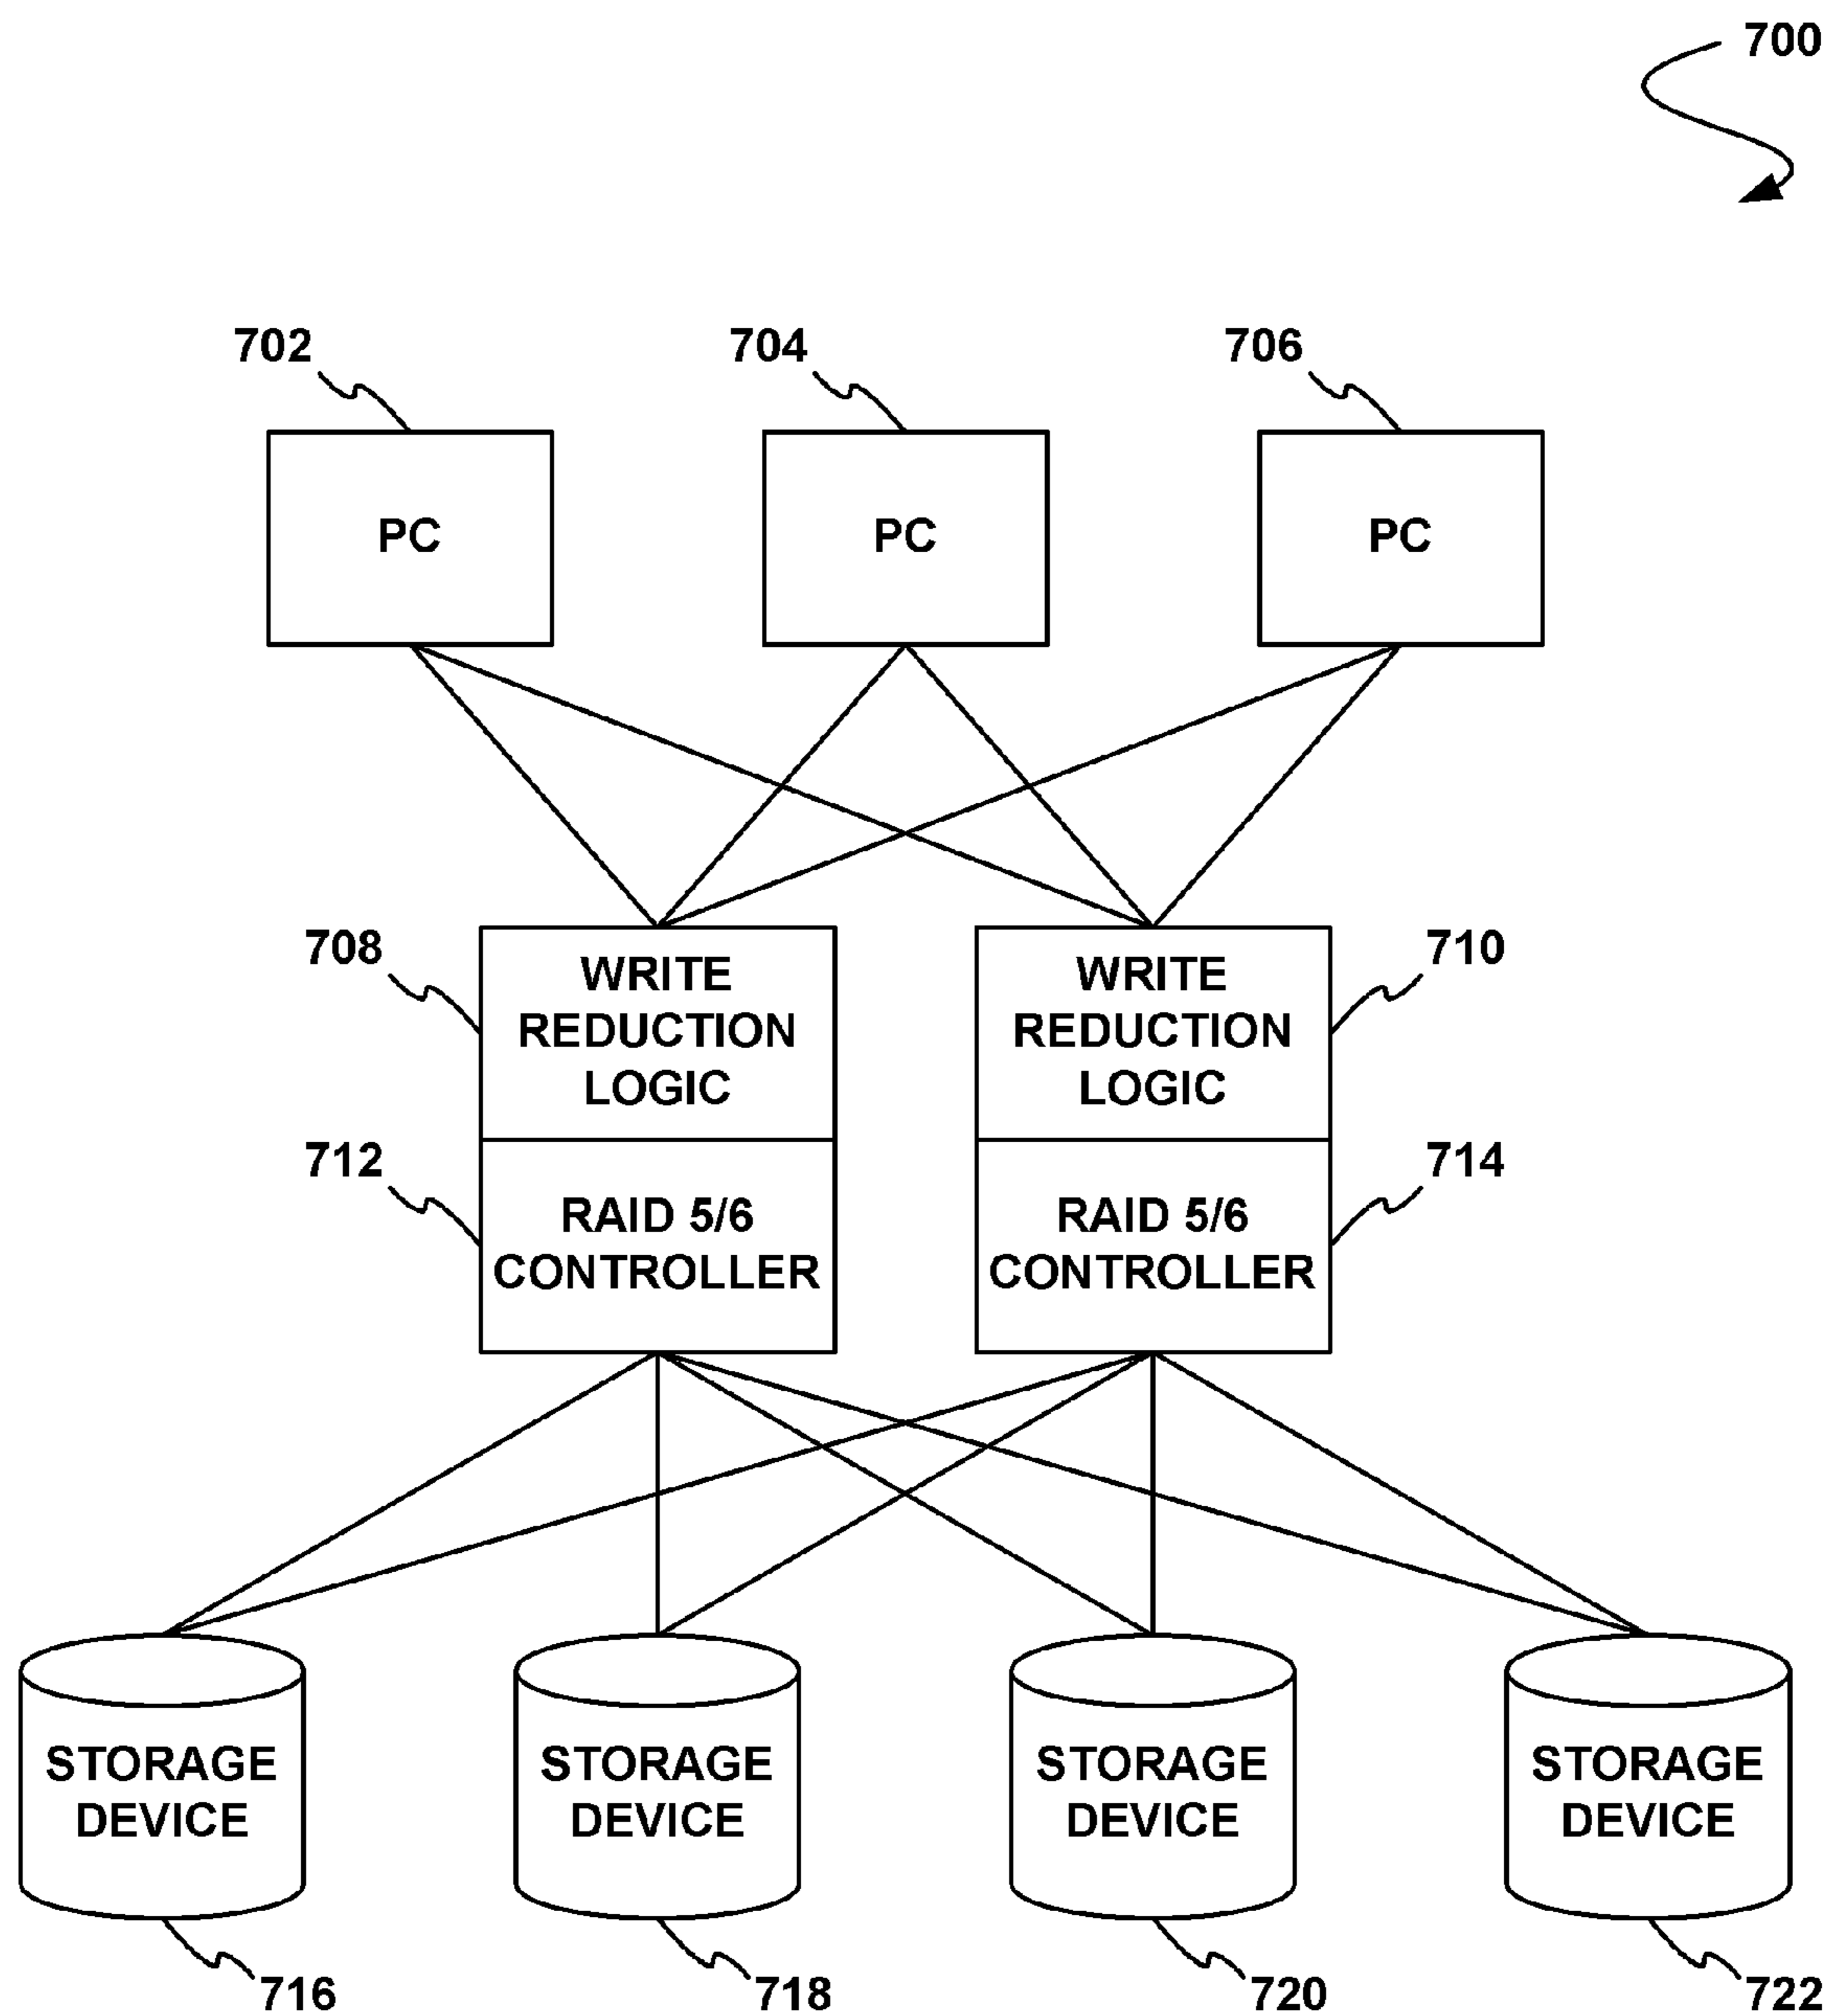 700
702
704
706
PC
PC
PC
708
WRITE
REDUCTION
LOGIC
WRITE
REDUCTION
LOGIC
710
712
RAID 5/6
CONTROLLER
RAID 5/6
CONTROLLER
714
STORAGE
DEVICE
STORAGE
DEVICE
STORAGE
DEVICE
STORAGE
DEVICE
716
718
720
722